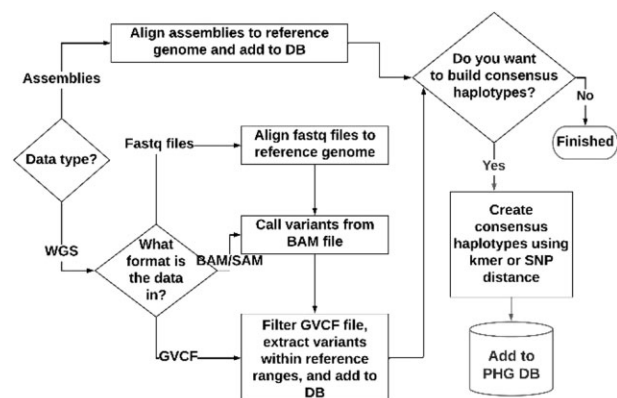 Align assemblies to reference
genome and add to DB
Do you want
to build consensus
haplotypes?
Assemblies
No
Finished
Data type?
Fastq files
Align fastq files to
reference genome
Yes
WGS
What
format is
the data
in?
BAM/SAM
Call variants from
BAM file
Create
consensus
haplotypes using
kmer or SNP
distance
GVCF
Filter GVCF file,
extract variants
within reference
ranges, and add to
DB
Add to
PHG DB